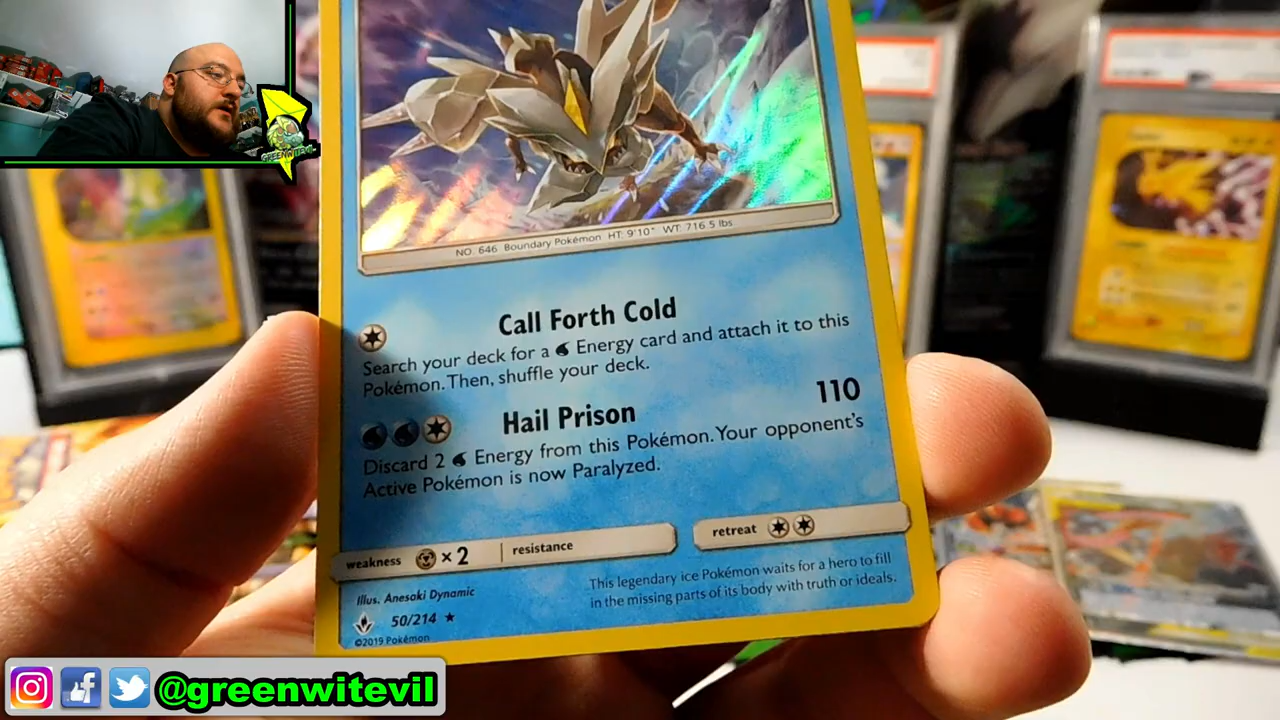 GREENWITEVIL
NO. 646 Boundary Pokémon HT: 9'10" WT: 716.5 lbs
Call Forth Cold
Search your deck for a Energy card and attach it to this
Pokémon. Then, shuffle your deck.
Hail Prison 110
Discard 2 Energy from this Pokémon. Your opponent's
Active Pokémon is now Paralyzed.
weakness ×2 resistance retreat
This legendary ice Pokémon waits for a hero to fill
in the missing parts of its body with truth or ideals.
Illus. Anesaki Dynamic
50/214 ★
©2019 Pokémon
@greenwitevil